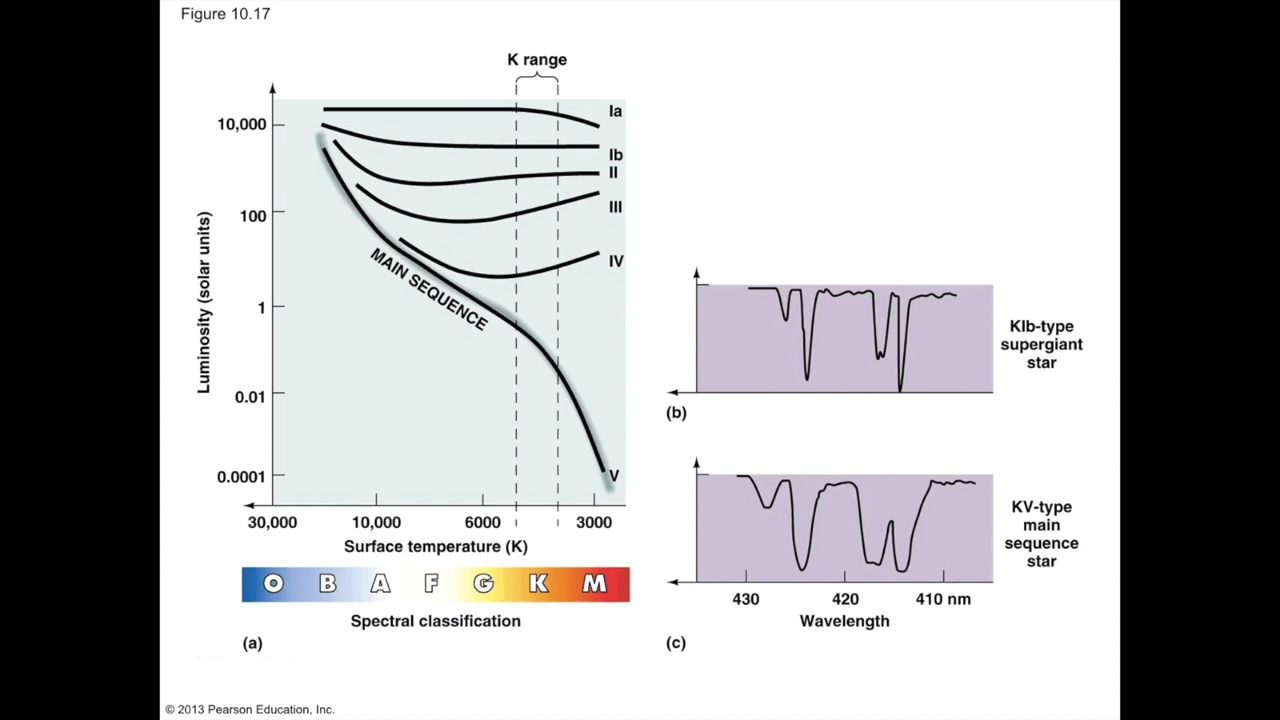 Figure 10.17
K range
Ia
10,000
Ib
II
100
III
IV
MAIN SEQUENCE
1
Luminosity (solar units)
0.01
0.0001
V
30,000 10,000 6000 3000
Surface temperature (K)
O B A F G K M
Spectral classification
(a)
KIb-type
supergiant
star
(b)
KV-type
main
sequence
star
430 420 410 nm
Wavelength
(c)
© 2013 Pearson Education, Inc.